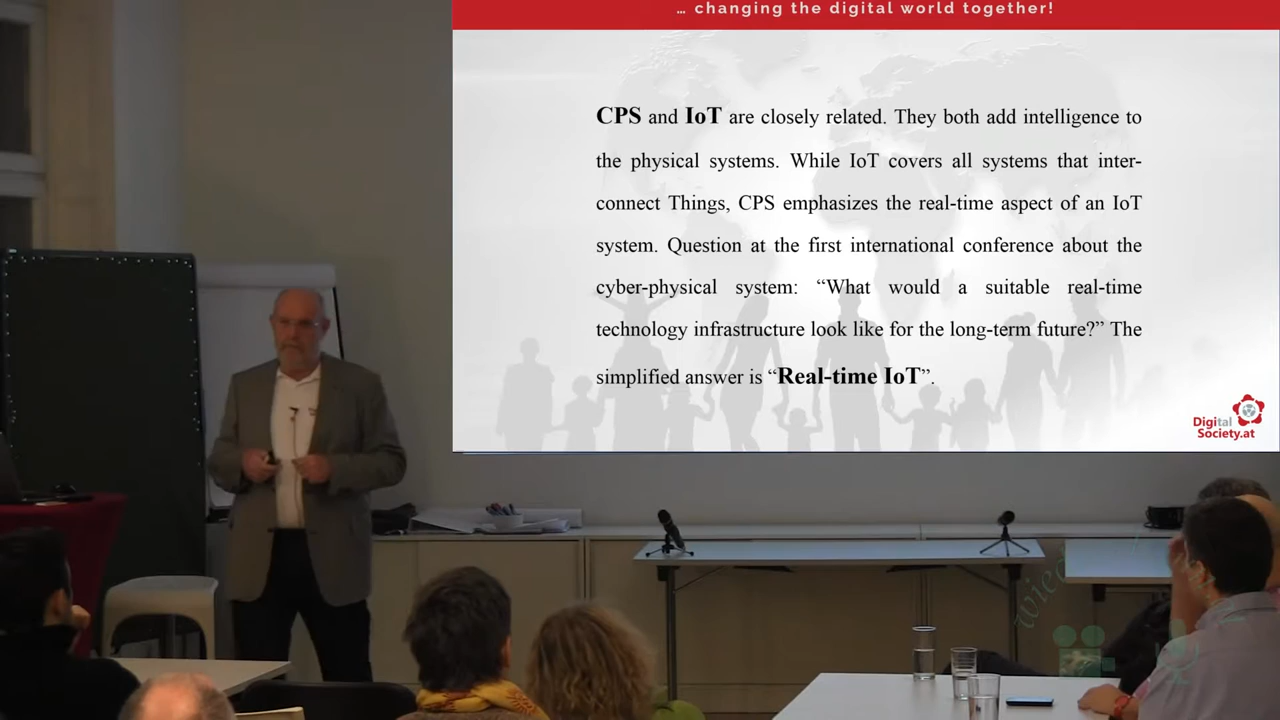 … changing the digital world together!
CPS and IoT are closely related. They both add intelligence to
the physical systems. While IoT covers all systems that inter-
connect Things, CPS emphasizes the real-time aspect of an IoT
system. Question at the first international conference about the
cyber-physical system: “What would a suitable real-time
technology infrastructure look like for the long-term future?” The
simplified answer is “Real-time IoT”.
Digital
Society.at